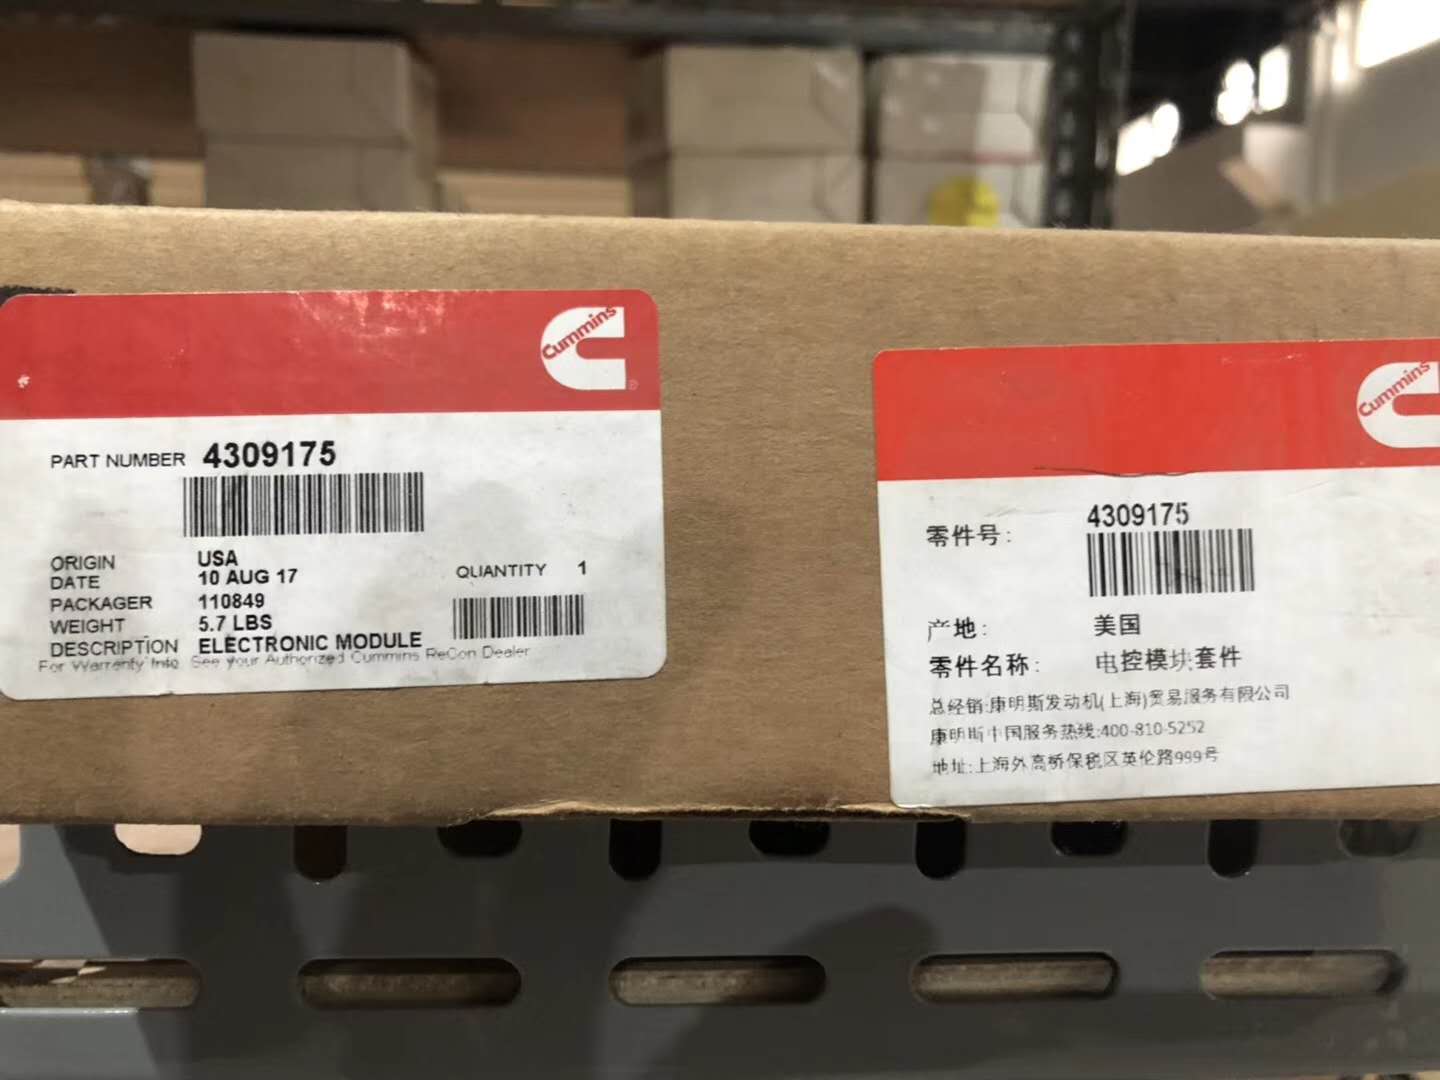 Cummins
PART NUMBER 4309175
ORIGIN USA
DATE 10 AUG 17
QUANTITY 1
PACKAGER 110849
WEIGHT 5.7 LBS
DESCRIPTION ELECTRONIC MODULE
For Warranty Info See your Authorized Cummins ReCon Dealer
Cummins
零件号: 4309175
产地: 美国
零件名称: 电控模块套件
总经销:康明斯发动机(上海)贸易服务有限公司
康明斯中国服务热线:400-810-5252
地址:上海外高桥保税区英伦路999号